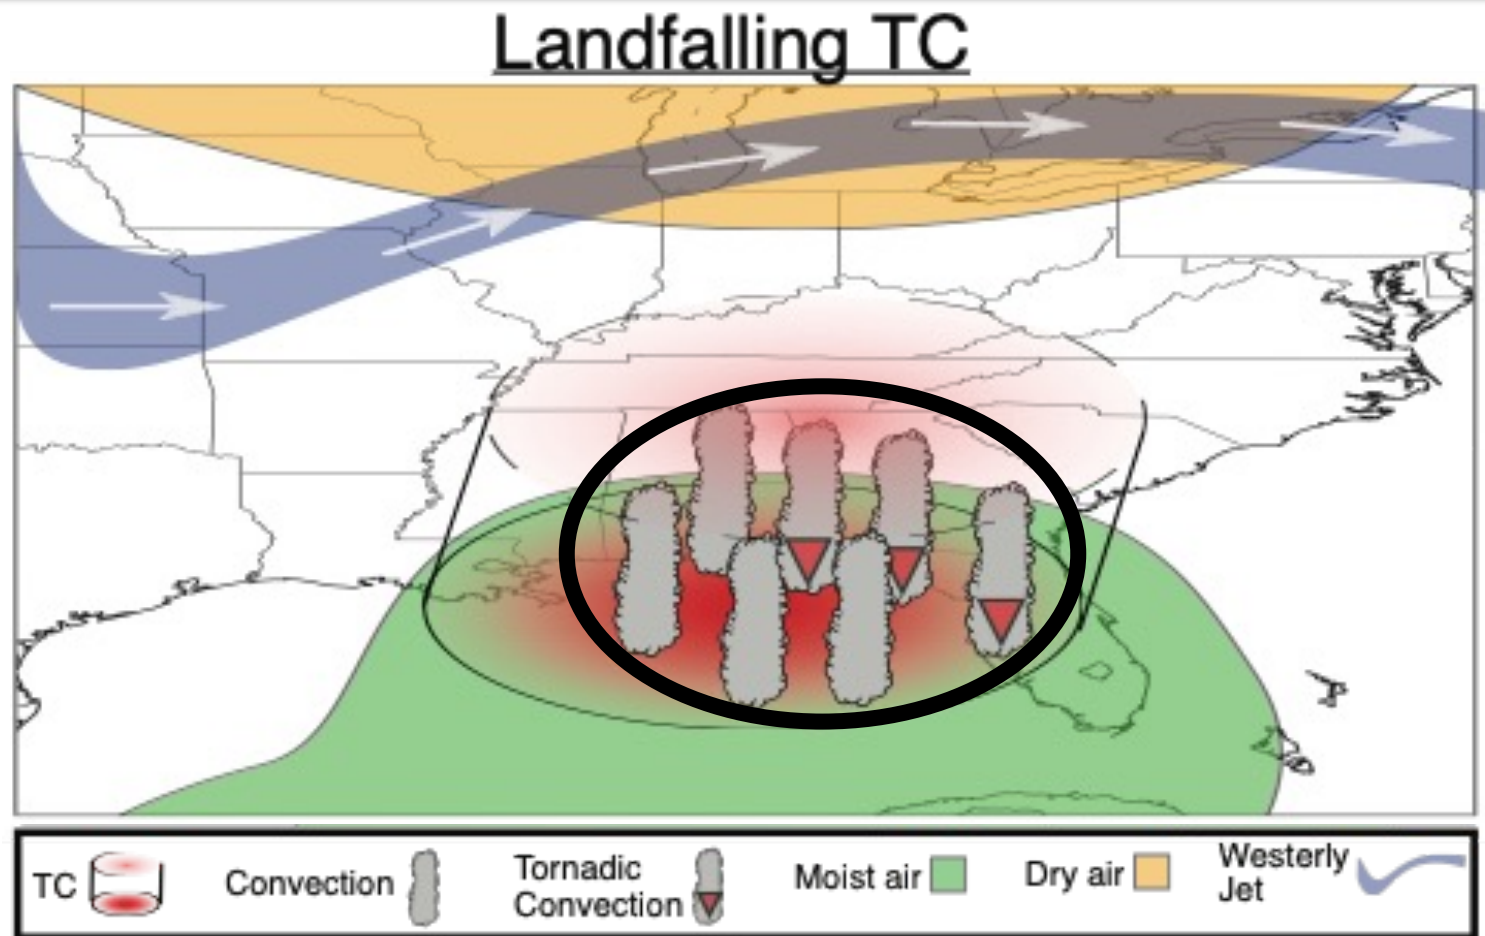 Landfalling TC
TC
Convection
Tornadic
Convection
Moist air
Dry air
Westerly
Jet